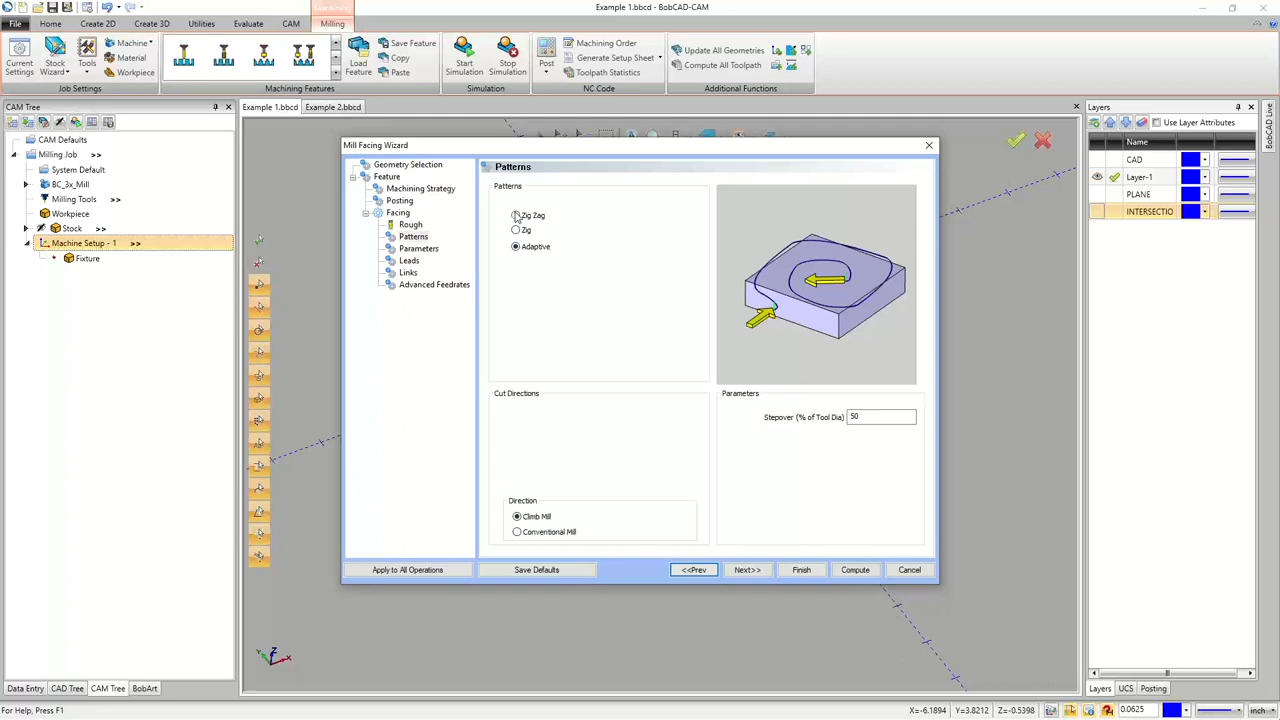 Example 1.bbcd - BobCAD-CAM
Machining
File Home Create 2D Create 3D Utilities Evaluate CAM Milling
Current Settings Stock Wizard Tools Machine Material Workpiece
Load Feature Save Feature Copy Paste
Start Simulation Stop Simulation
Post Machining Order Generate Setup Sheet Toolpath Statistics
Update All Geometries Compute All Toolpath
Job Settings Machining Features Simulation NC Code Additional Functions
CAM Tree
Example 1.bbcd Example 2.bbcd
CAM Defaults
Milling Job >>
System Default
BC_3x_Mill
Milling Tools >>
Workpiece
Stock >>
Machine Setup - 1 >>
Fixture
Mill Facing Wizard
Geometry Selection
Feature
Machining Strategy
Posting
Facing
Rough
Patterns
Parameters
Leads
Links
Advanced Feedrates
Patterns
Patterns
Zig Zag
Zig
Adaptive
Cut Directions
Direction
Climb Mill
Conventional Mill
Parameters
Stepover (% of Tool Dia) 50
Apply to All Operations Save Defaults <<Prev Next>> Finish Compute Cancel
Layers
Use Layer Attributes
Name
CAD
Layer-1
PLANE
INTERSECTIO
BobCAD Live
Z
Y
X
Data Entry CAD Tree CAM Tree BobArt
Layers UCS Posting
For Help, Press F1
X=-6.1894 Y=3.8212 Z=-0.5398 0.0625 inch